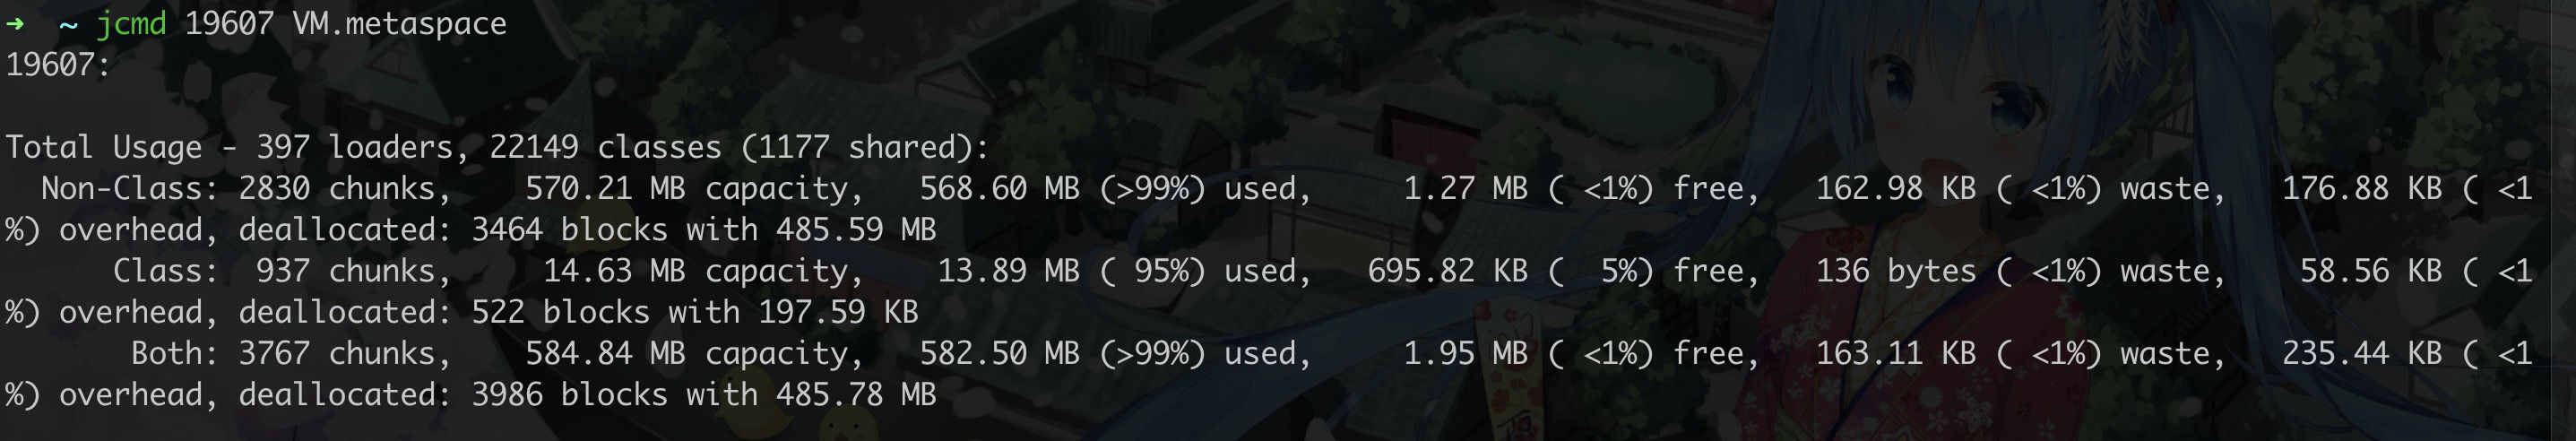 ➜  ~ jcmd 19607 VM.metaspace
19607:
Total Usage - 397 loaders, 22149 classes (1177 shared):
  Non-Class: 2830 chunks,    570.21 MB capacity,   568.60 MB (>99%) used,     1.27 MB ( <1%) free,   162.98 KB ( <1%) waste,   176.88 KB ( <1
%) overhead, deallocated: 3464 blocks with 485.59 MB
      Class:  937 chunks,     14.63 MB capacity,    13.89 MB ( 95%) used,   695.82 KB (  5%) free,   136 bytes ( <1%) waste,    58.56 KB ( <1
%) overhead, deallocated: 522 blocks with 197.59 KB
       Both: 3767 chunks,    584.84 MB capacity,   582.50 MB (>99%) used,     1.95 MB ( <1%) free,   163.11 KB ( <1%) waste,   235.44 KB ( <1
%) overhead, deallocated: 3986 blocks with 485.78 MB